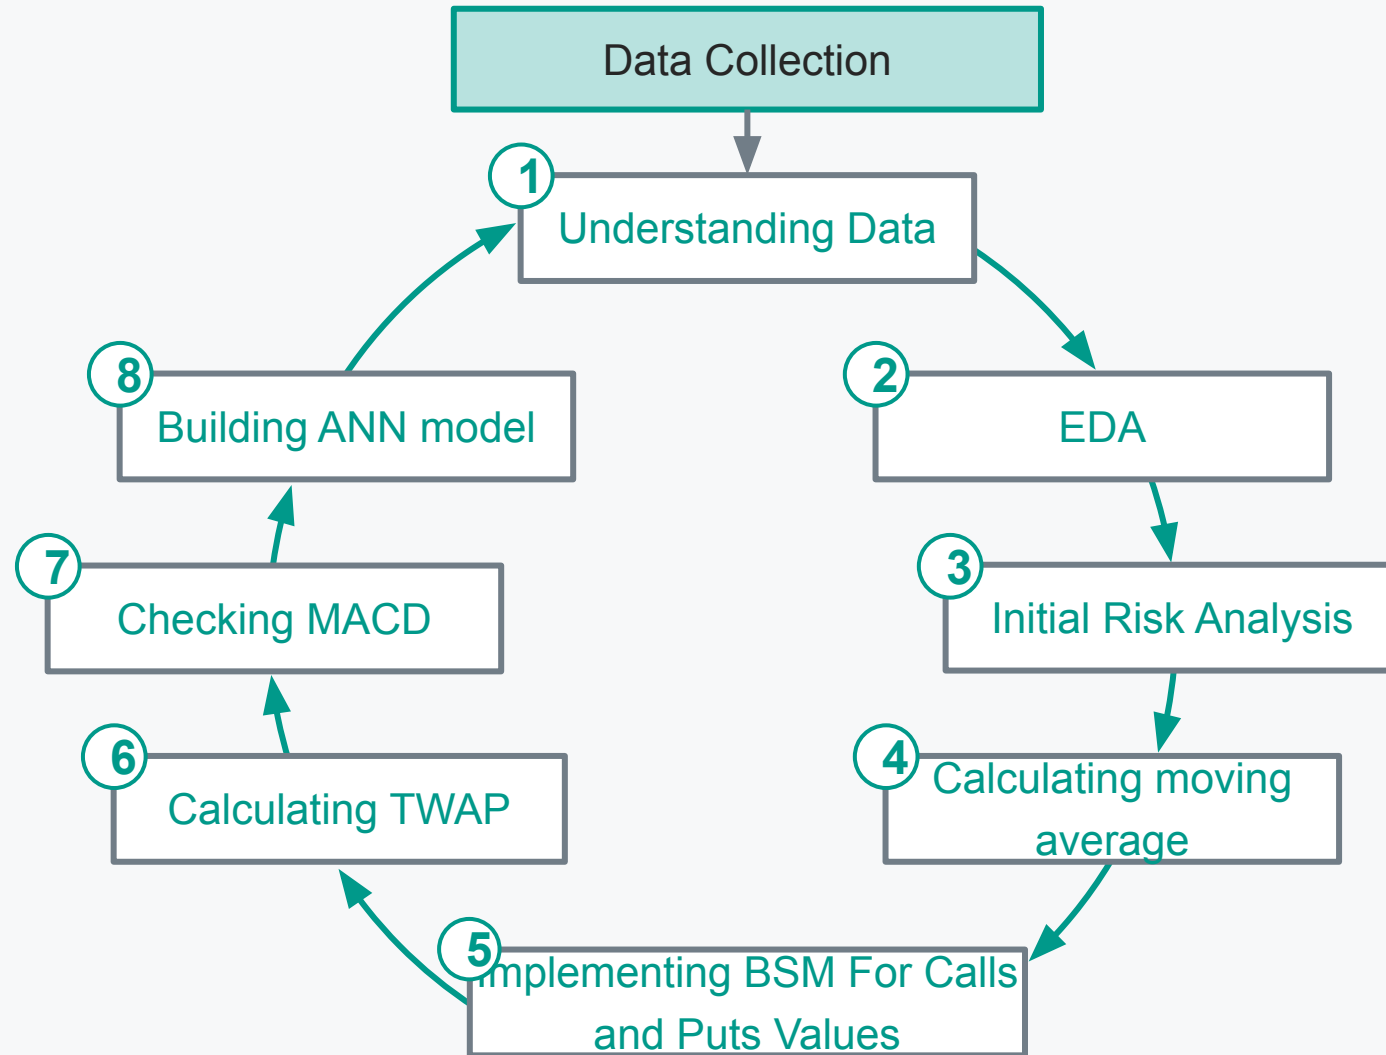 Data Collection
1
Understanding Data
2
EDA
3
Initial Risk Analysis
4
Calculating moving
average
5
Implementing BSM For Calls
and Puts Values
6
Calculating TWAP
7
Checking MACD
8
Building ANN model